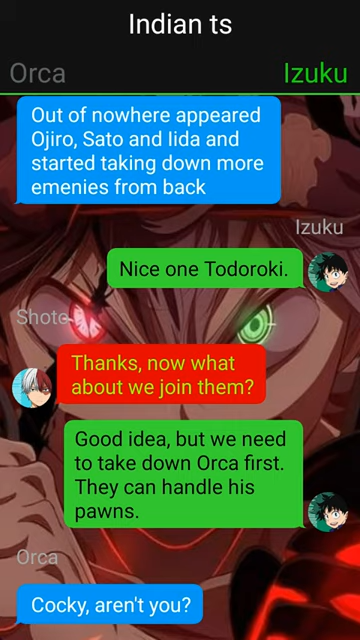 Indian ts
Orca Izuku
Out of nowhere appeared
Ojiro, Sato and Iida and
started taking down more
emenies from back
Izuku
Nice one Todoroki.
Shoto
Thanks, now what
about we join them?
Good idea, but we need
to take down Orca first.
They can handle his
pawns.
Orca
Cocky, aren't you?